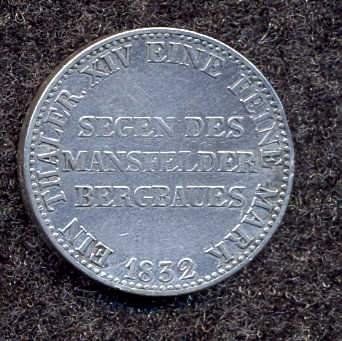 EIN THALER. XIV EINE FEINE MARK
SEGEN DES
MANSFELDER
BERGBAUES
1832